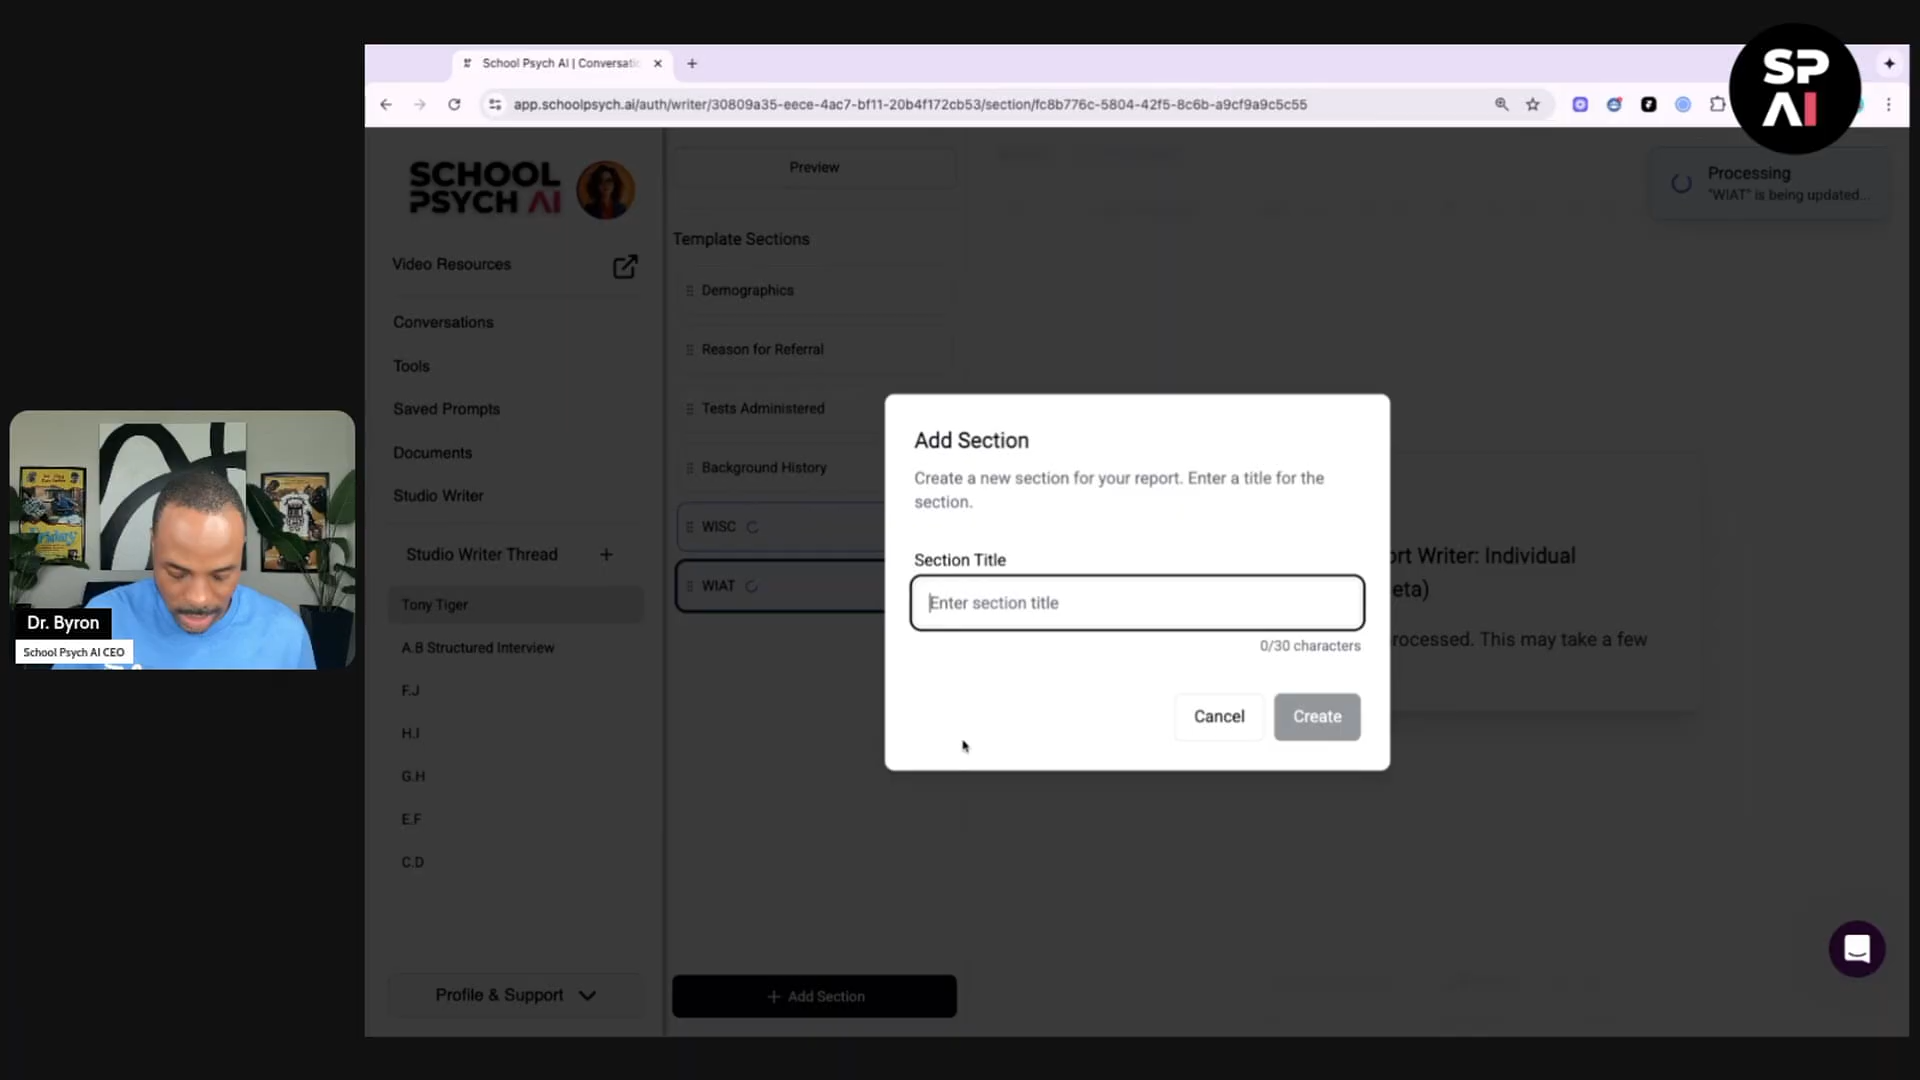 School Psych AI | Conversatio
app.schoolpsych.ai/auth/writer/30809a35-eece-4ac7-bf11-20b4f172cb53/section/fc8b776c-5804-42f5-8c6b-a9cf9a9c5c55
SP
AI
SCHOOL
PSYCH AI
Video Resources
Conversations
Tools
Saved Prompts
Documents
Studio Writer
Studio Writer Thread
Tony Tiger
A.B Structured Interview
F.J
H.I
G.H
E.F
C.D
Profile & Support
Preview
Template Sections
Demographics
Reason for Referral
Tests Administered
Background History
WISC
WIAT
+ Add Section
Processing
"WIAT" is being updated...
Add Section
Create a new section for your report. Enter a title for the
section.
Section Title
Enter section title
0/30 characters
Cancel
Create
ort Writer: Individual
eta)
rocessed. This may take a few
Friday
Dr. Byron
School Psych AI CEO